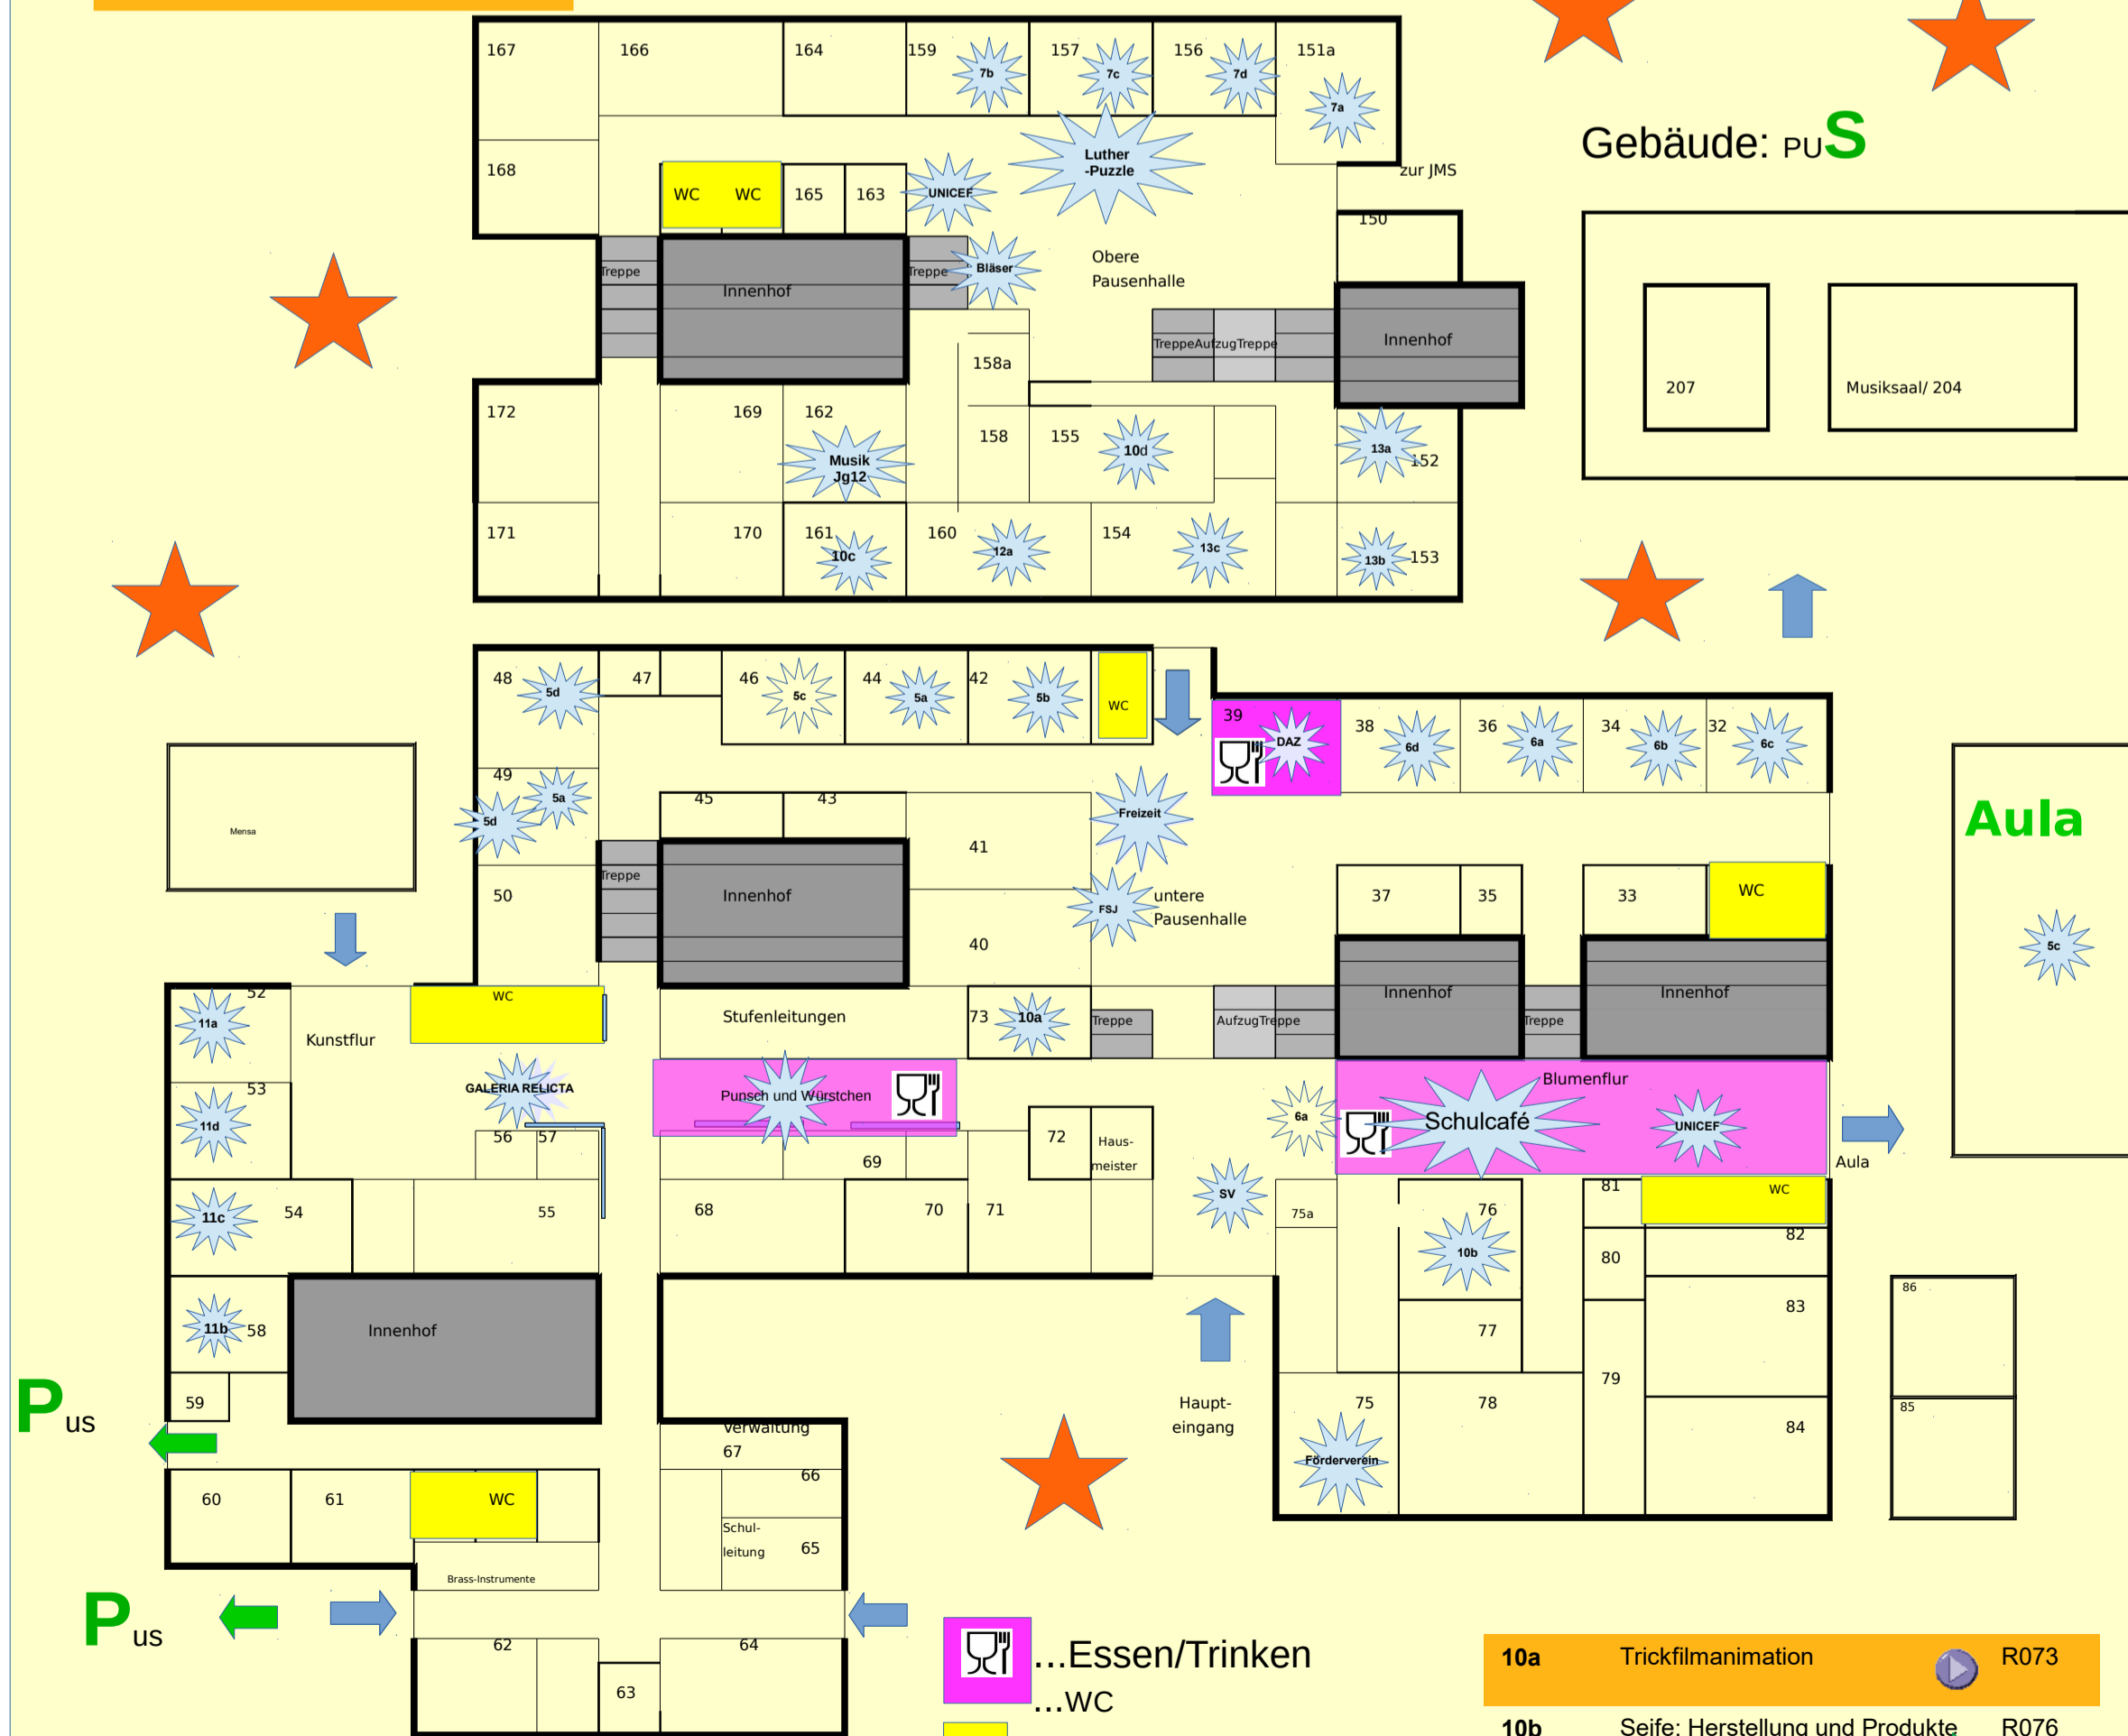 167
166
164
159
7b
157
7c
156
7d
151a
7a
Luther
-Puzzle
Gebäude: PUS
168
WC
WC
165
163
UNICEF
zur JMS
150
Treppe
Innenhof
Treppe
Bläser
Obere
Pausenhalle
TreppeAufzugTreppe
Innenhof
158a
207
Musiksaal/ 204
172
169
162
Musik
Jg12
158
155
10d
13a
152
171
170
161
10c
160
12a
154
13c
13b
153
48
5d
47
46
5c
44
5a
42
5b
WC
39
DAZ
38
6d
36
6a
34
6b
32
6c
49
5a
5d
45
43
Freizeit
41
Aula
Mensa
50
Treppe
Innenhof
FSJ
untere
Pausenhalle
40
37
35
33
WC
5c
52
11a
Kunstflur
WC
Stufenleitungen
73
10a
Treppe
AufzugTreppe
Innenhof
Treppe
Innenhof
53
11d
GALERIA RELICTA
Punsch und Würstchen
Blumenflur
6a
Schulcafé
UNICEF
56
57
69
72
Haus-
meister
Aula
11c
54
55
68
70
71
SV
75a
76
10b
81
WC
82
80
11b
58
Innenhof
77
83
86
59
Pus
79
Haupt-
eingang
75
78
84
85
Förderverein
Verwaltung
67
66
60
61
WC
Schul-
leitung
65
Brass-Instrumente
Pus
62
63
64
...Essen/Trinken
...WC
10a Trickfilmanimation R073
10b Seife: Herstellung und Produkte R076